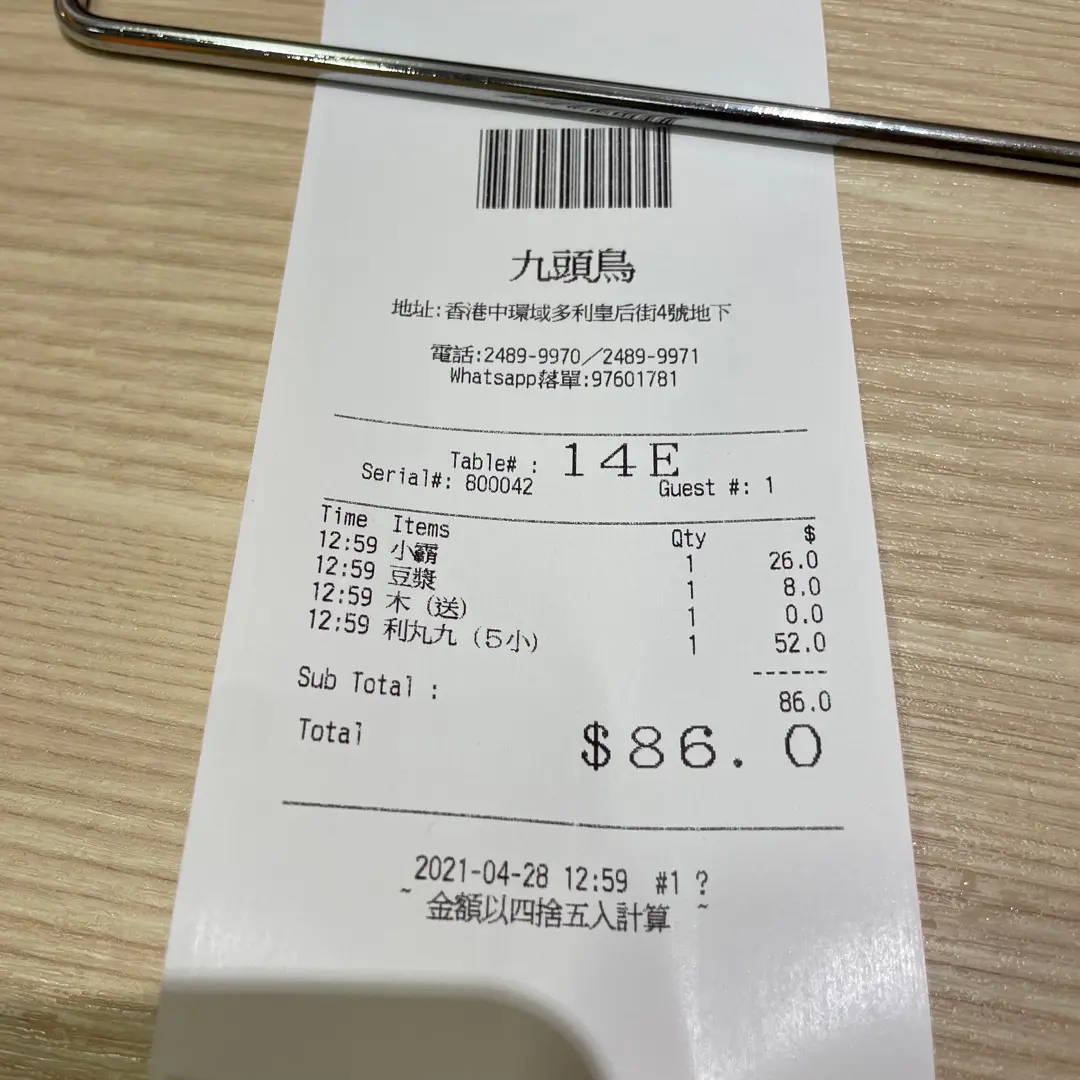 九頭鳥
地址:香港中環域多利皇后街4號地下
電話:2489-9970／2489-9971
Whatsapp落單:97601781
Table# : 14E
Serial#: 800042 Guest #: 1
Time Items Qty $
12:59 小霸 1 26.0
12:59 豆漿 1 8.0
12:59 木 (送) 1 0.0
12:59 利丸九 (5小) 1 52.0
------
Sub Total : 86.0
Total $86.0
2021-04-28 12:59 #1 ?
~ 金額以四捨五入計算 ~